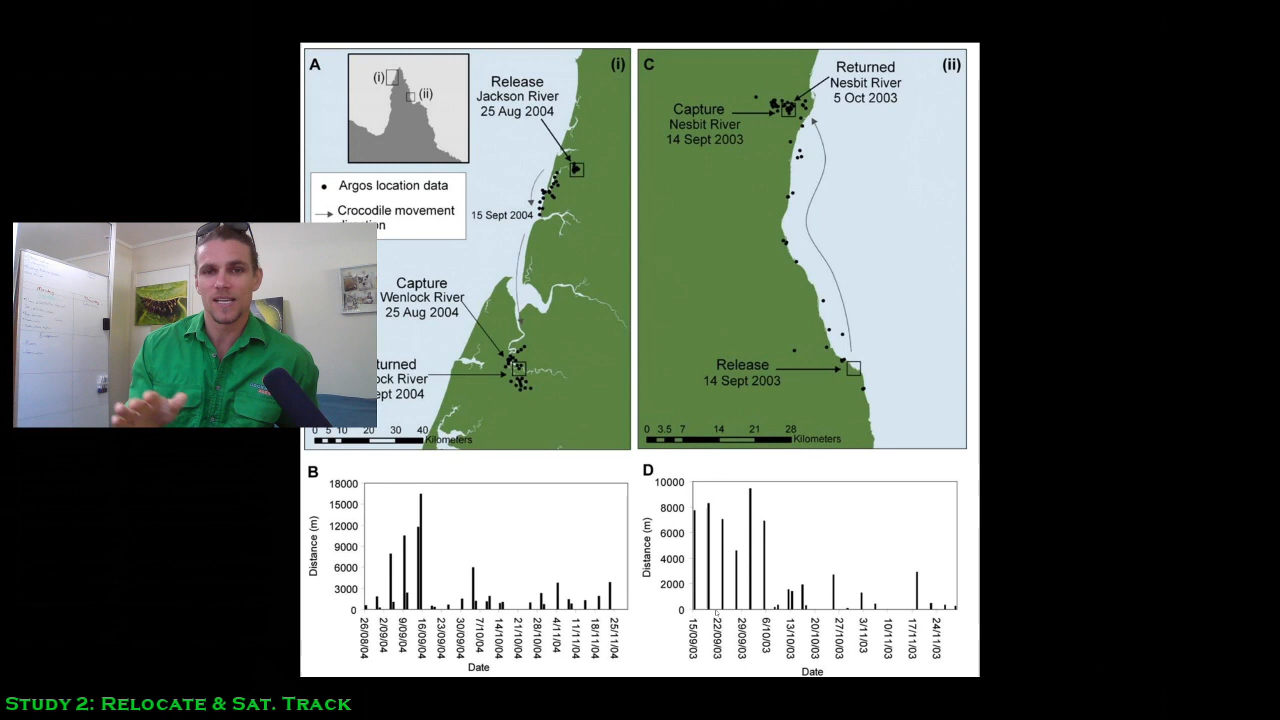 A
(i)
(i)
(ii)
Release
Jackson River
25 Aug 2004
Argos location data
Crocodile movement
15 Sept 2004
Capture
Wenlock River
25 Aug 2004
0 5 10 20 30 40
Kilometers
C
(ii)
Returned
Nesbit River
5 Oct 2003
Capture
Nesbit River
14 Sept 2003
Release
14 Sept 2003
0 3.5 7 14 21 28
Kilometers
B
18000
15000
12000
9000
6000
3000
0
Distance (m)
26/08/04
2/09/04
9/09/04
16/09/04
23/09/04
30/09/04
7/10/04
14/10/04
21/10/04
28/10/04
4/11/04
11/11/04
18/11/04
25/11/04
Date
D
10000
8000
6000
4000
2000
0
Distance (m)
15/09/03
22/09/03
29/09/03
6/10/03
13/10/03
20/10/03
27/10/03
3/11/03
10/11/03
17/11/03
24/11/03
Date
Study 2: Relocate & Sat. Track